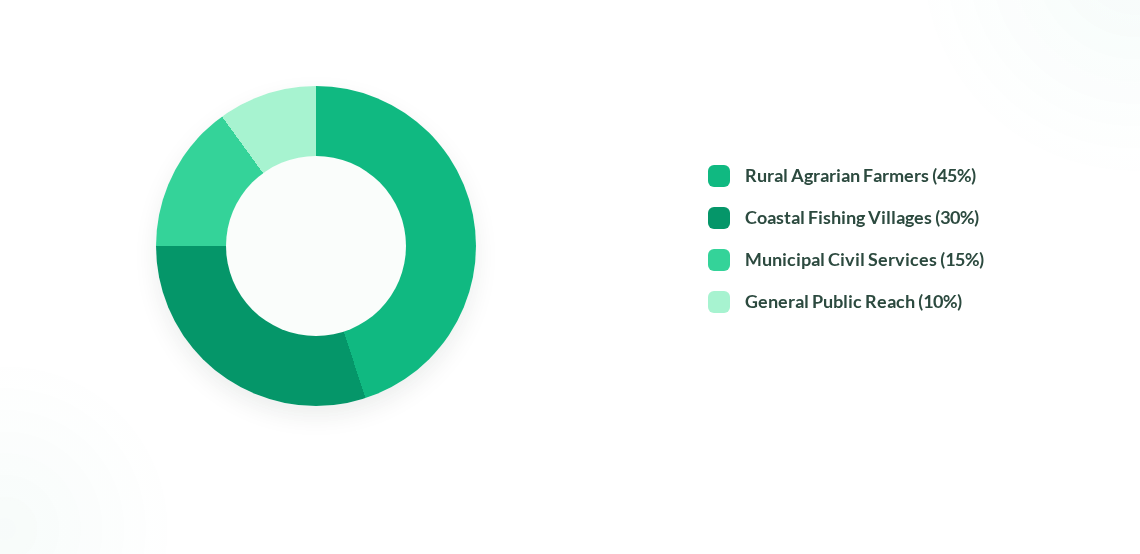 Rural Agrarian Farmers (45%)
Coastal Fishing Villages (30%)
Municipal Civil Services (15%)
General Public Reach (10%)